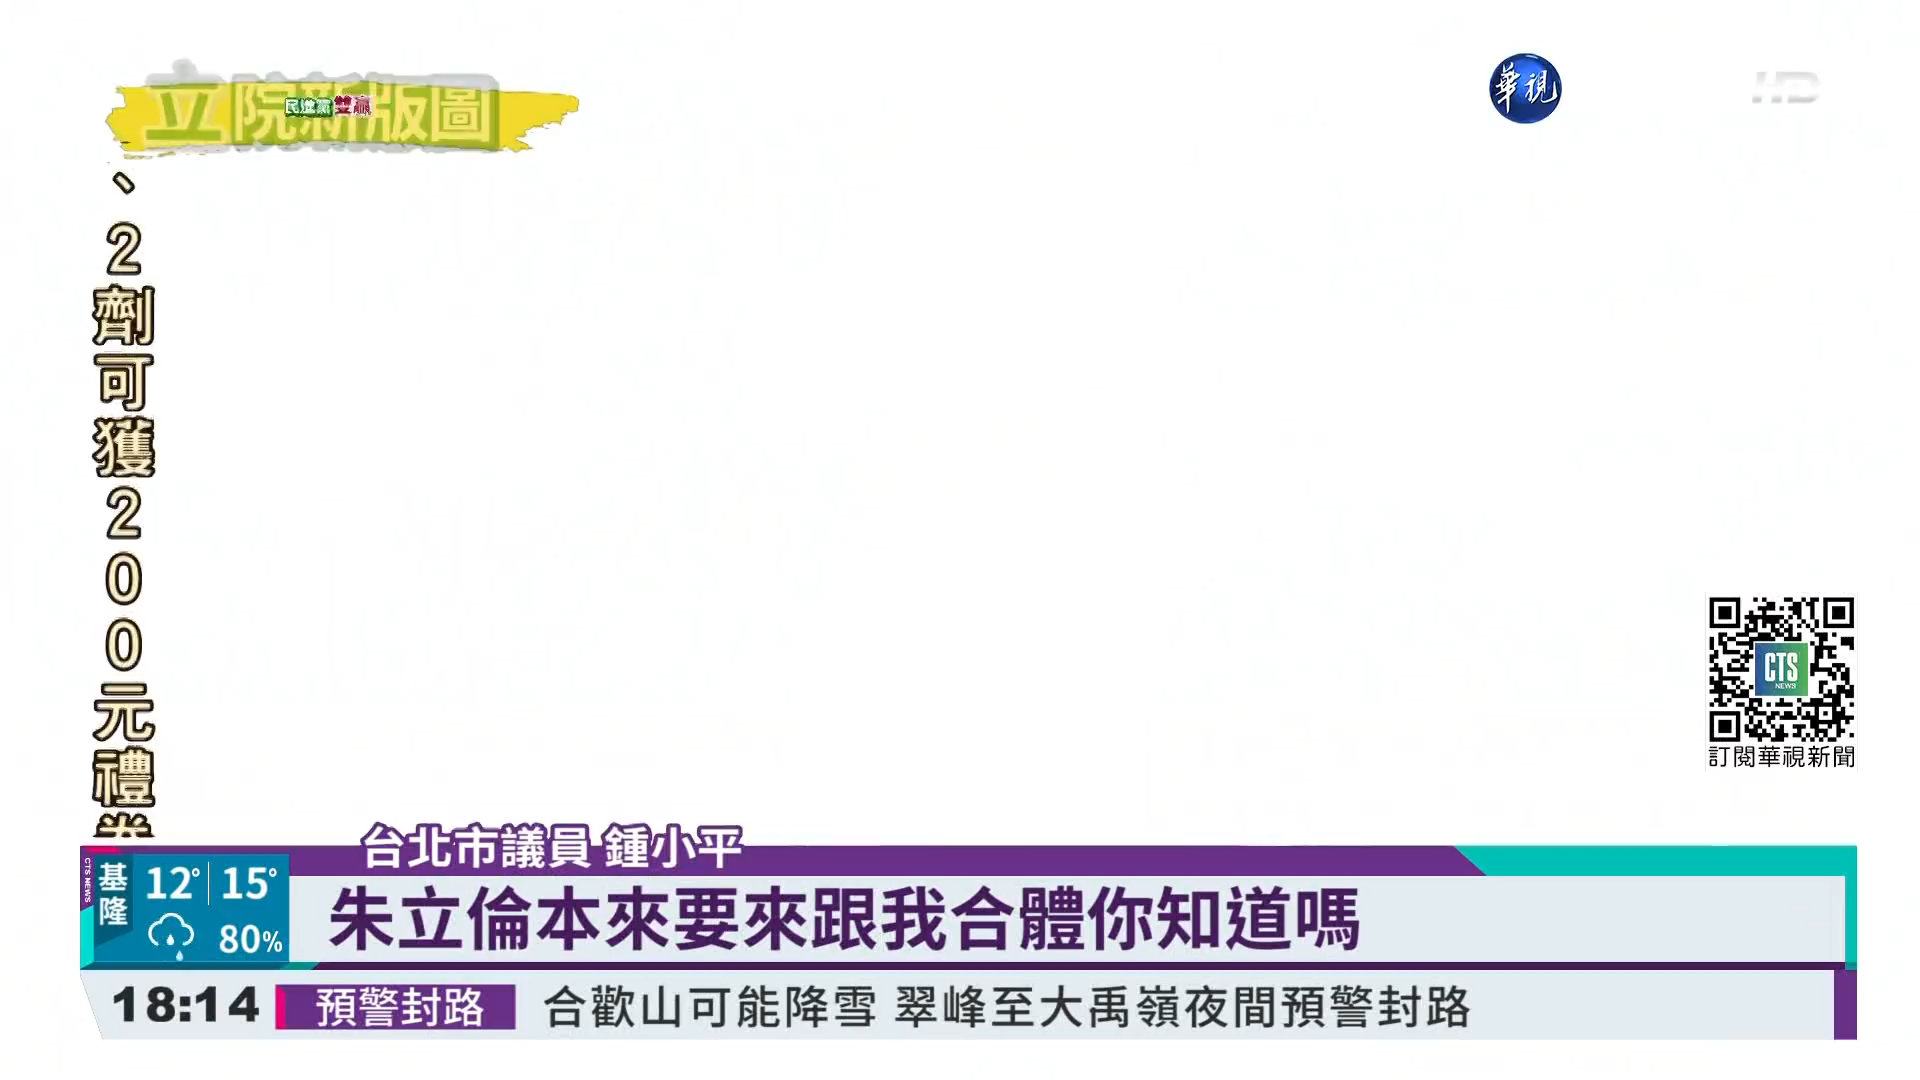 立院新版圖
民進黨雙贏
華視
HD
、2劑可獲200元禮券
CTS
NEWS
訂閱華視新聞
台北市議員 鍾小平
CTS NEWS
基隆
12° 15°
80%
朱立倫本來要來跟我合體你知道嗎
18:14 預警封路 合歡山可能降雪 翠峰至大禹嶺夜間預警封路